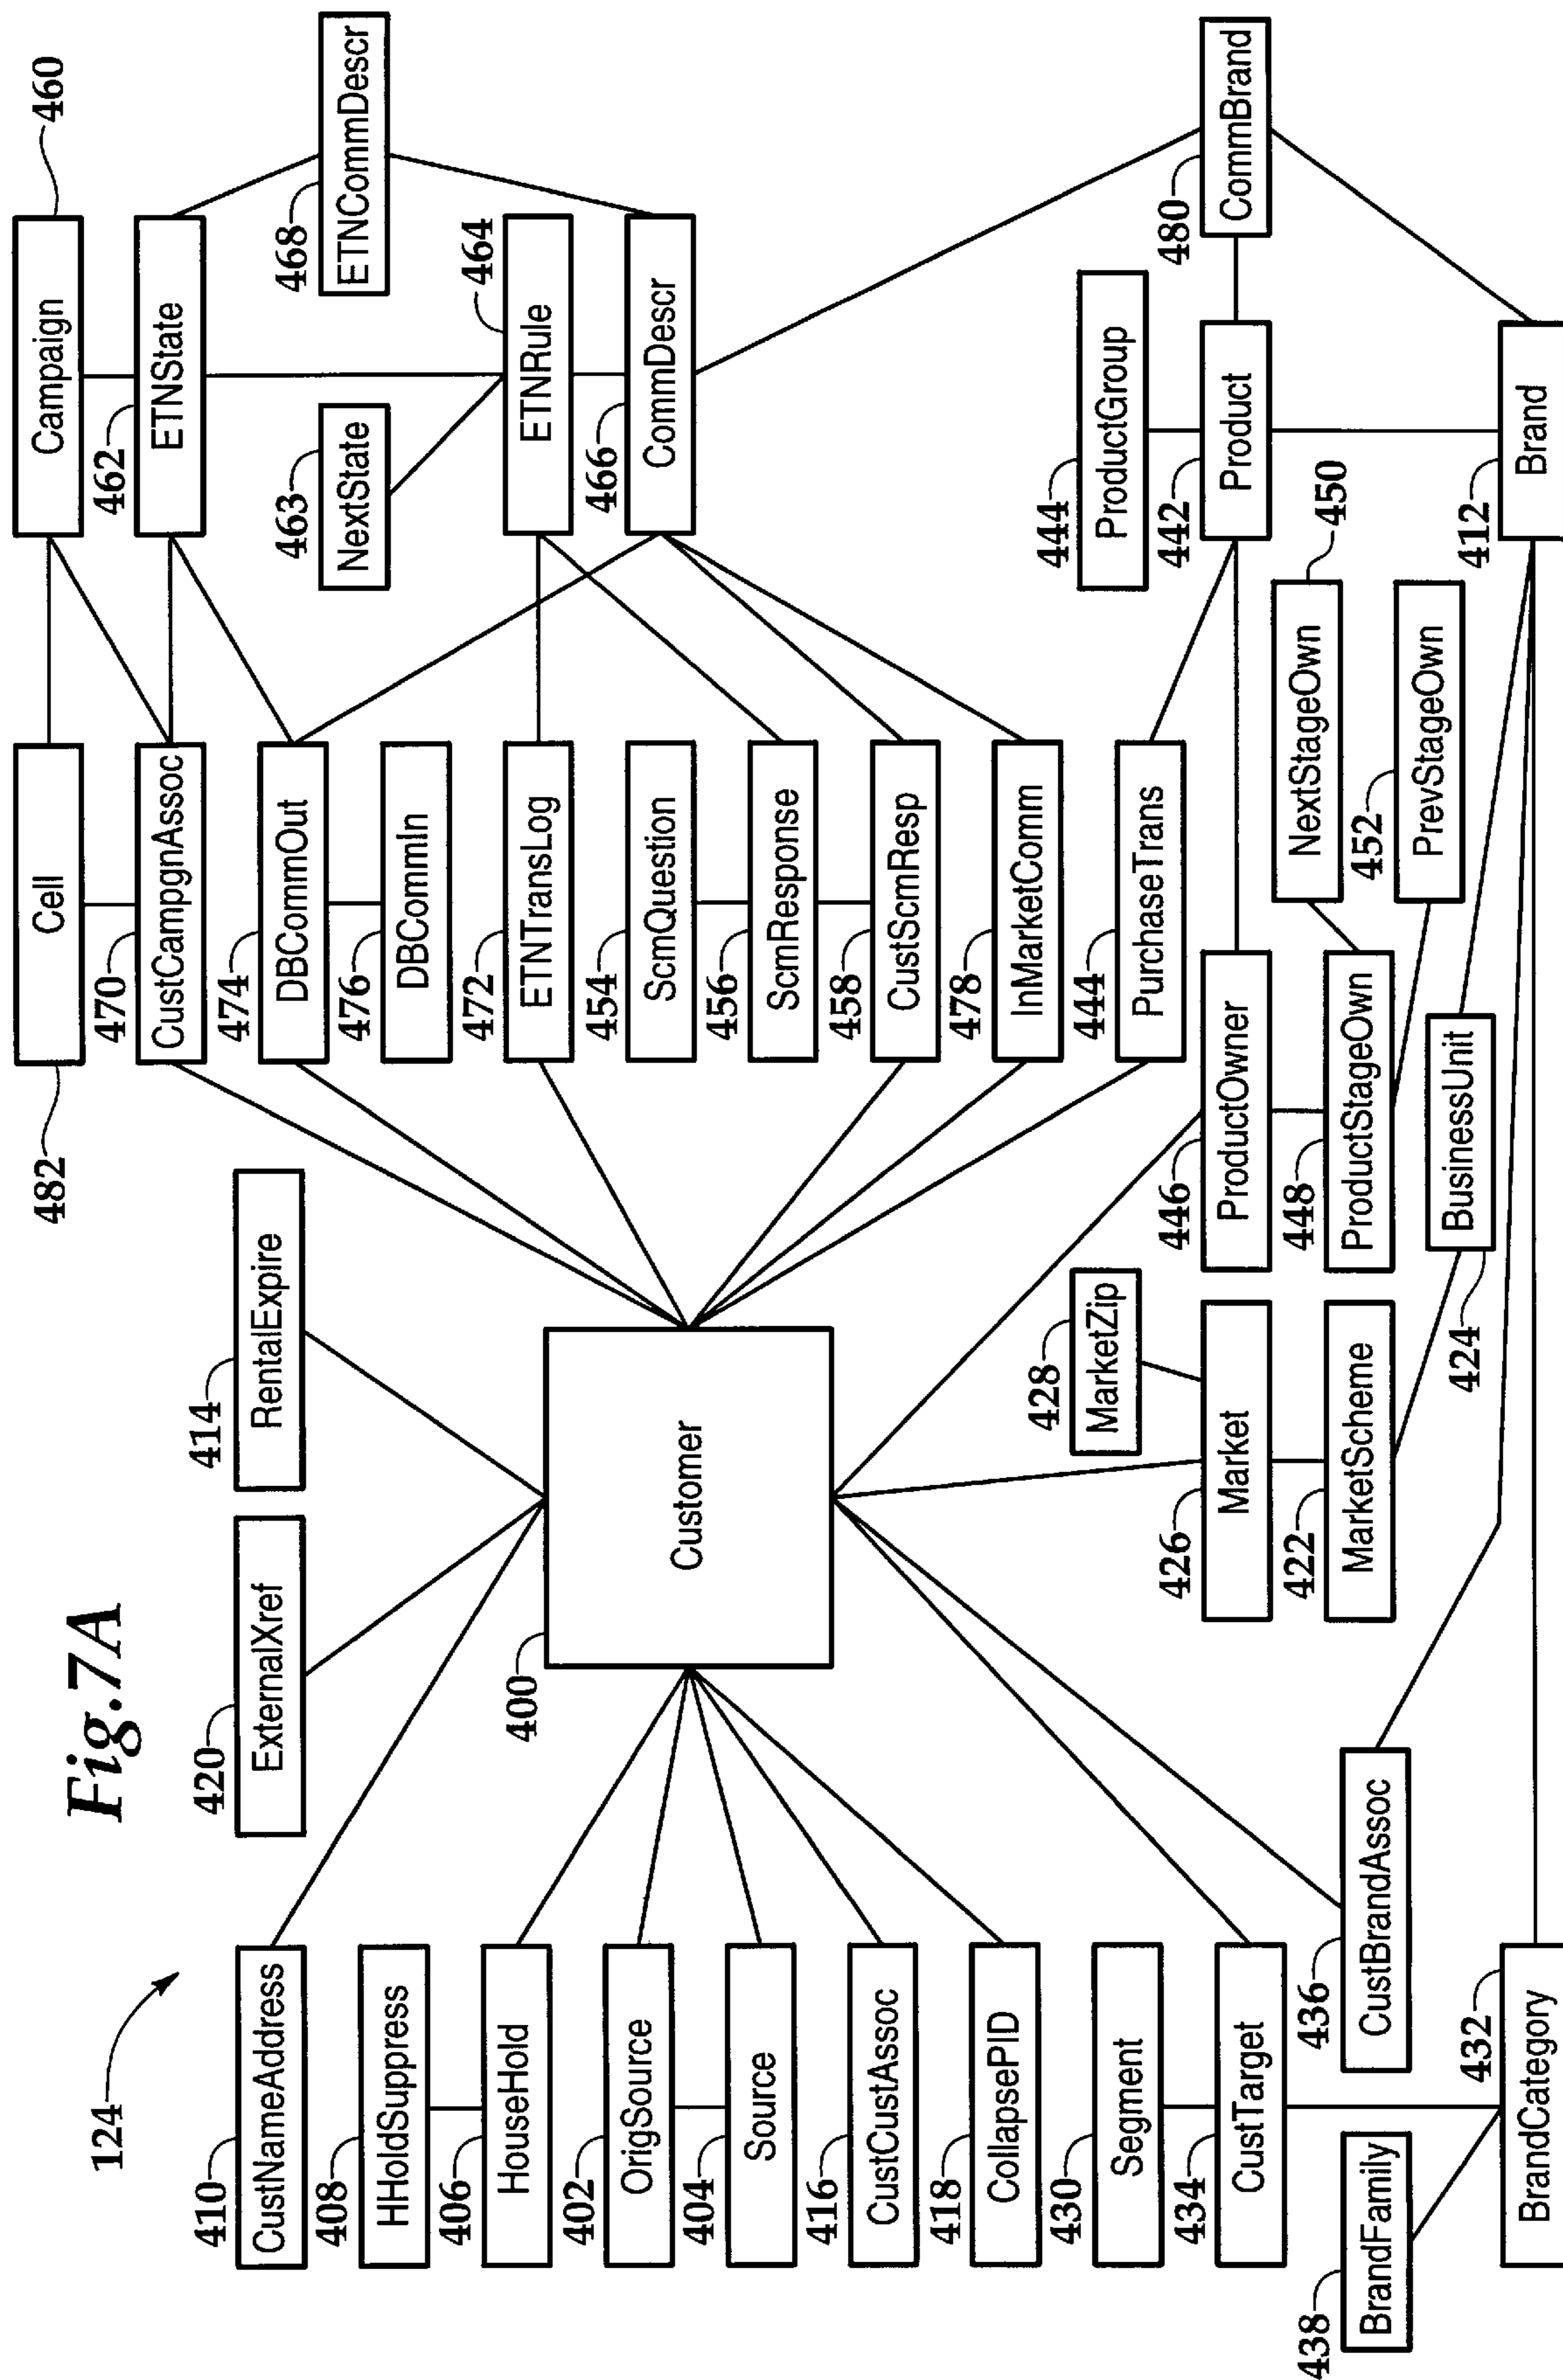 Fig.7A
124
410
CustNameAddress
408
HHoldSuppress
406
HouseHold
402
OrigSource
404
Source
416
CustCustAssoc
418
CollapsePID
430
Segment
434
CustTarget
438
BrandFamily
432
BrandCategory
436
CustBrandAssoc
420
ExternalXref
414
RentalExpire
400
Customer
428
MarketZip
426
Market
422
MarketScheme
424
BusinessUnit
482
Cell
470
CustCampgnAssoc
474
DBCommOut
476
DBCommIn
472
ETNTransLog
454
ScmQuestion
456
ScmResponse
458
CustScmResp
478
InMarketComm
444
PurchaseTrans
446
ProductOwner
448
ProductStageOwn
450
NextStageOwn
452
PrevStageOwn
460
Campaign
462
ETNState
463
NextState
464
ETNRule
466
CommDescr
468
ETNCommDescr
444
ProductGroup
442
Product
480
CommBrand
412
Brand